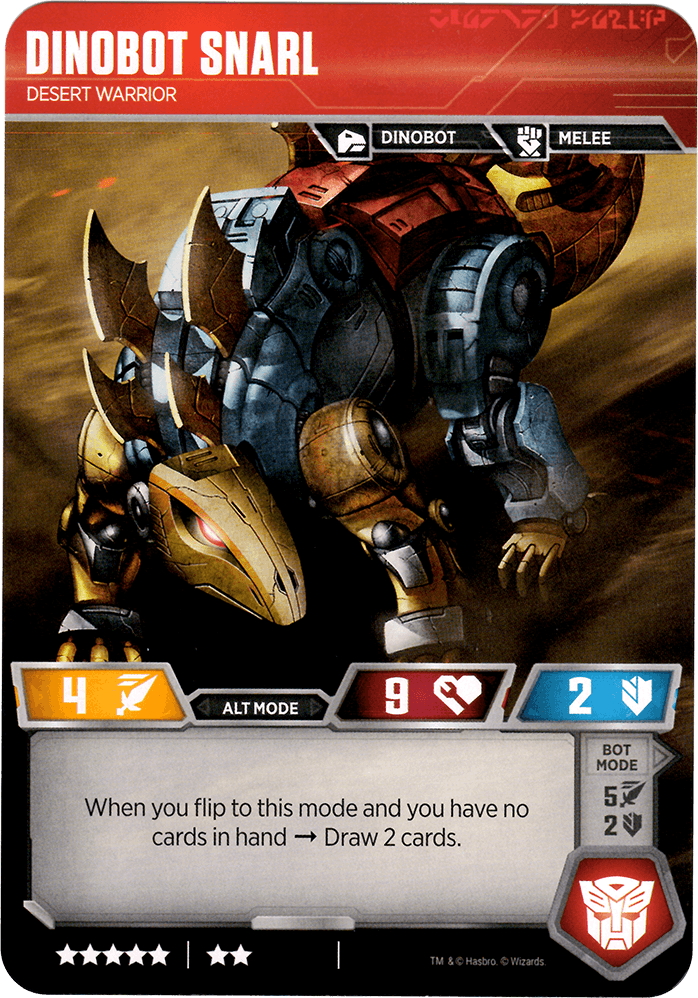 DINOBOT SNARL
DESERT WARRIOR
DINOBOT
MELEE
4
ALT MODE
9
2
When you flip to this mode and you have no
cards in hand → Draw 2 cards.
BOT
MODE
5
2
TM & © Hasbro. © Wizards.